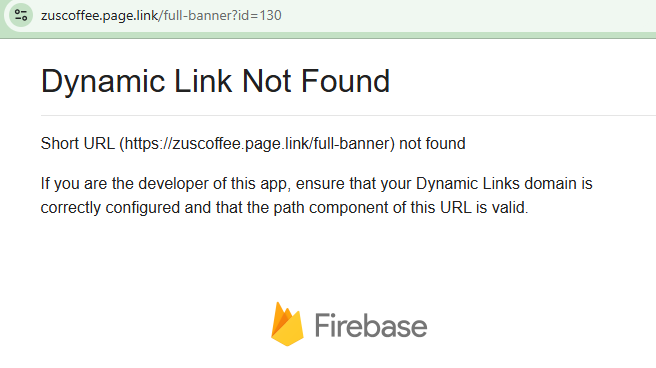 zuscoffee.page.link/full-banner?id=130
Dynamic Link Not Found
Short URL (https://zuscoffee.page.link/full-banner) not found
If you are the developer of this app, ensure that your Dynamic Links domain is
correctly configured and that the path component of this URL is valid.
Firebase